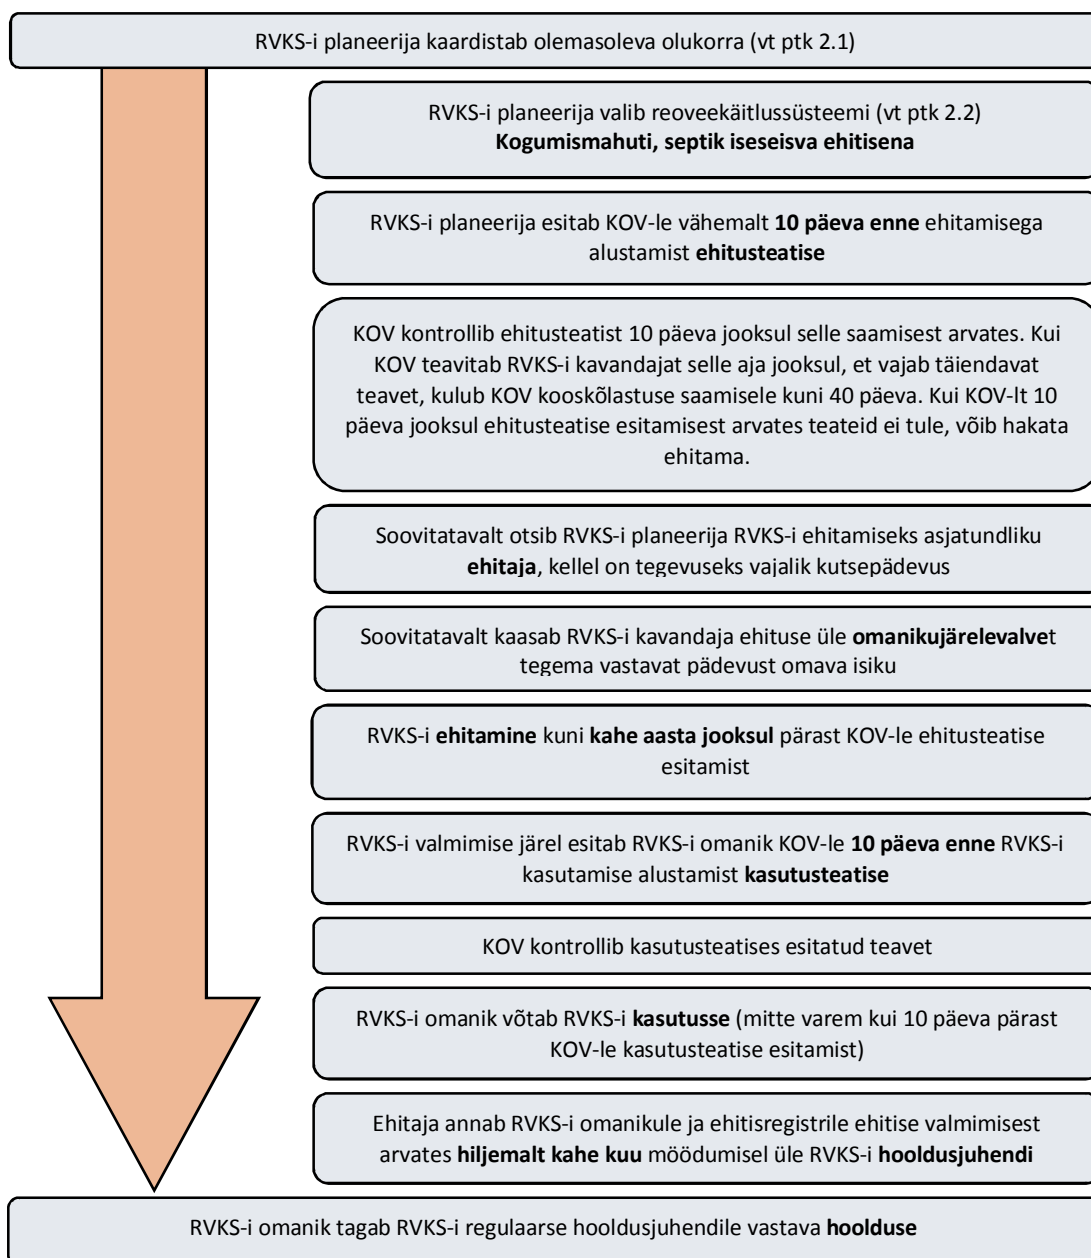 RVKS-i planeerija kaardistab olemasoleva olukorra (vt ptk 2.1)
RVKS-i planeerija valib reoveekäitlussüsteemi (vt ptk 2.2)
Kogumismahuti, septik iseseisva ehitisena
RVKS-i planeerija esitab KOV-le vähemalt 10 päeva enne ehitamisega
alustamist ehitusteatise
KOV kontrollib ehitusteatist 10 päeva jooksul selle saamisest arvates. Kui
KOV teavitab RVKS-i kavandajat selle aja jooksul, et vajab täiendavat
teavet, kulub KOV kooskõlastuse saamisele kuni 40 päeva. Kui KOV-lt 10
päeva jooksul ehitusteatise esitamisest arvates teateid ei tule, võib hakata
ehitama.
Soovitatavalt otsib RVKS-i planeerija RVKS-i ehitamiseks asjatundliku
ehitaja, kellel on tegevuseks vajalik kutsepädevus
Soovitatavalt kaasab RVKS-i kavandaja ehituse üle omanikujärelevalvet
tegema vastavat pädevust omava isiku
RVKS-i ehitamine kuni kahe aasta jooksul pärast KOV-le ehitusteatise
esitamist
RVKS-i valmimise järel esitab RVKS-i omanik KOV-le 10 päeva enne RVKS-i
kasutamise alustamist kasutusteatise
KOV kontrollib kasutusteatises esitatud teavet
RVKS-i omanik võtab RVKS-i kasutusse (mitte varem kui 10 päeva pärast
KOV-le kasutusteatise esitamist)
Ehitaja annab RVKS-i omanikule ja ehitisregistrile ehitise valmimisest
arvates hiljemalt kahe kuu möödumisel üle RVKS-i hooldusjuhendi
RVKS-i omanik tagab RVKS-i regulaarse hooldusjuhendile vastava hoolduse